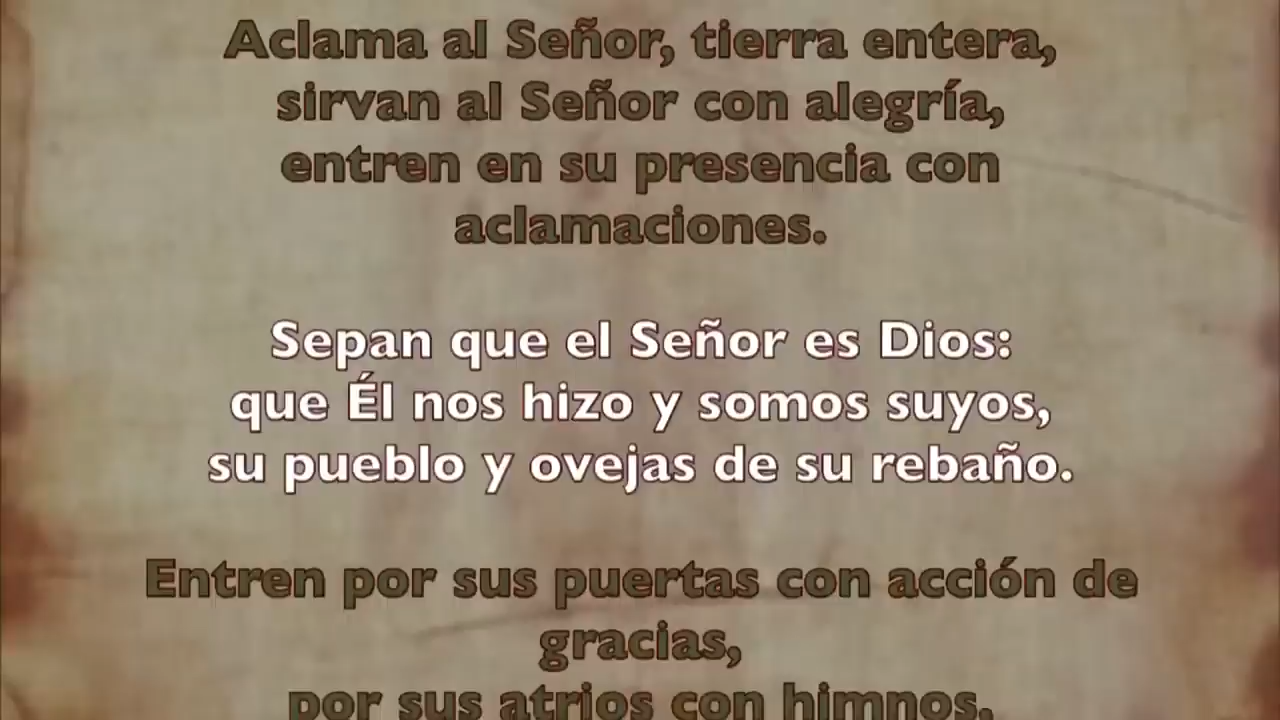 Aclama al Señor, tierra entera,
sirvan al Señor con alegría,
entren en su presencia con
aclamaciones.
Sepan que el Señor es Dios:
que Él nos hizo y somos suyos,
su pueblo y ovejas de su rebaño.
Entren por sus puertas con acción de
gracias,
por sus atrios con himnos,